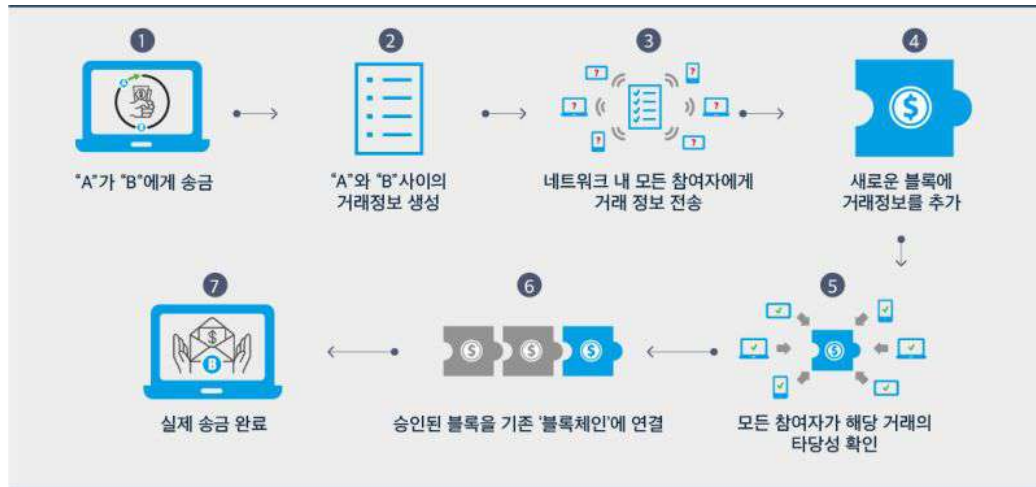 1
"A"가 "B"에게 송금
2
"A"와 "B"사이의
거래정보 생성
3
? ? ? ? ? ?
네트워크 내 모든 참여자에게
거래 정보 전송
4
$
새로운 블록에
거래정보를 추가
5
$
모든 참여자가 해당 거래의
타당성 확인
6
$ $ $
승인된 블록을 기존 '블록체인'에 연결
7
$
B
실제 송금 완료